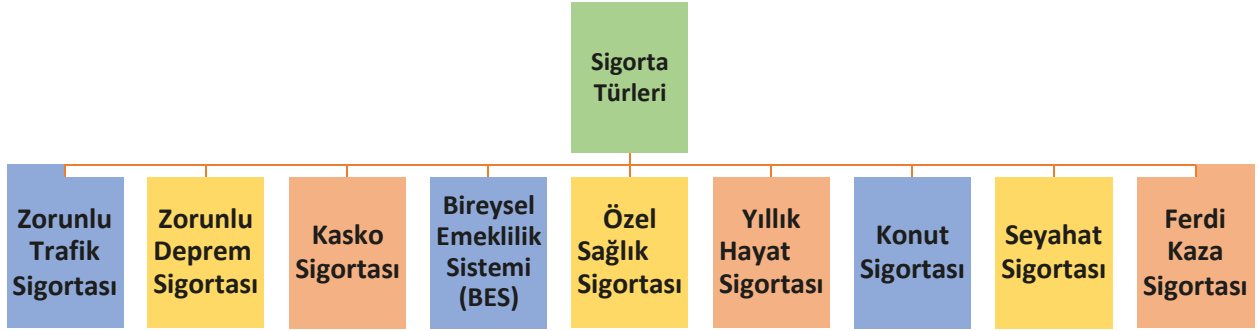 Sigorta
Türleri
Zorunlu
Trafik
Sigortası
Zorunlu
Deprem
Sigortası
Kasko
Sigortası
Bireysel
Emeklilik
Sistemi
(BES)
Özel
Sağlık
Sigortası
Yıllık
Hayat
Sigortası
Konut
Sigortası
Seyahat
Sigortası
Ferdi
Kaza
Sigortası